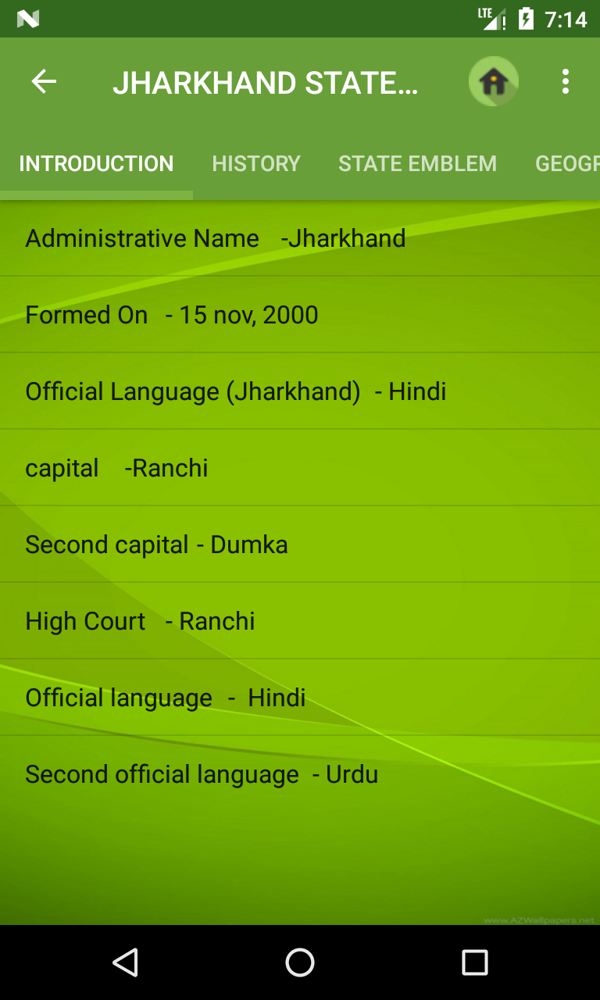 LTE 7:14
JHARKHAND STATE...
INTRODUCTION HISTORY STATE EMBLEM GEOGR
Administrative Name -Jharkhand
Formed On - 15 nov, 2000
Official Language (Jharkhand) - Hindi
capital -Ranchi
Second capital - Dumka
High Court - Ranchi
Official language - Hindi
Second official language - Urdu
www.AZWallpapers.net